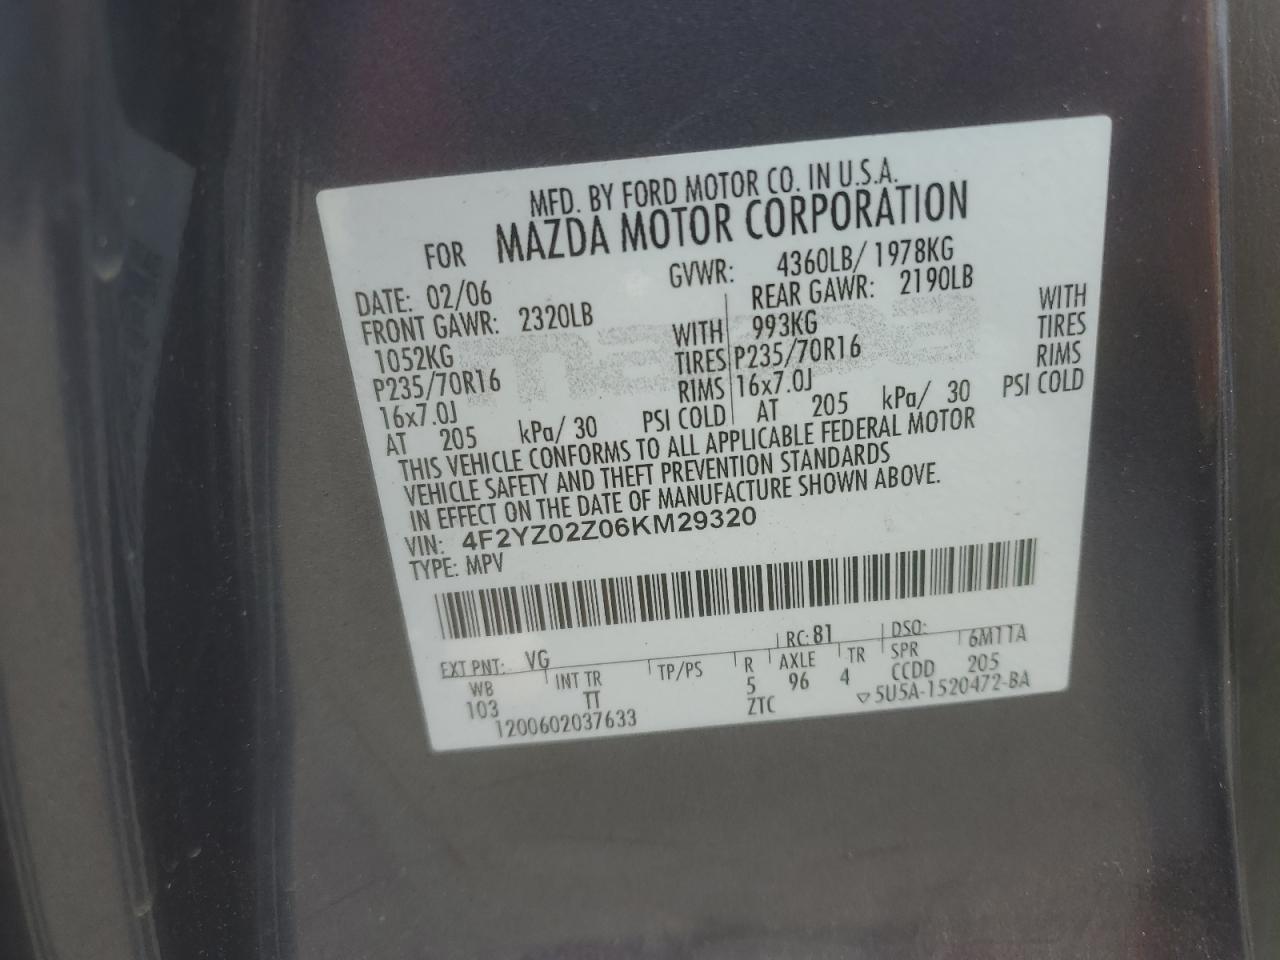 MFD. BY FORD MOTOR CO. IN U.S.A.
FOR MAZDA MOTOR CORPORATION
DATE: 02/06 GVWR: 4360LB/ 1978KG
FRONT GAWR: 2320LB REAR GAWR: 2190LB
1052KG WITH 993KG WITH
P235/70R16 TIRES P235/70R16 TIRES
16x7.0J RIMS 16x7.0J RIMS
AT 205 kPa/ 30 PSI COLD AT 205 kPa/ 30 PSI COLD
THIS VEHICLE CONFORMS TO ALL APPLICABLE FEDERAL MOTOR
VEHICLE SAFETY AND THEFT PREVENTION STANDARDS
IN EFFECT ON THE DATE OF MANUFACTURE SHOWN ABOVE.
VIN: 4F2YZ02Z06KM29320
TYPE: MPV
EXT PNT: VG RC: 81 DSO:
WB INT TR TP/PS R AXLE TR SPR 6M11A
103 TT 5 96 4 CCDD 205
1200602037633 ZTC 5U5A-1520472-BA
mazda